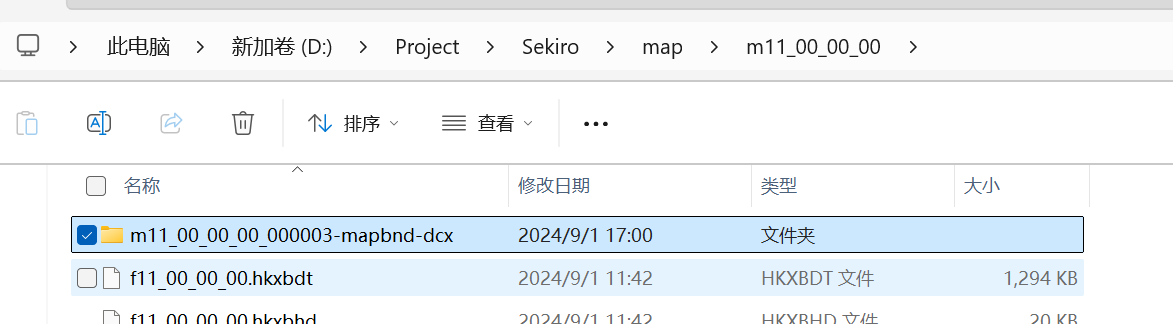 此电脑 > 新加卷 (D:) > Project > Sekiro > map > m11_00_00_00 >
排序 查看 •••
名称 修改日期 类型 大小
m11_00_00_00_000003-mapbnd-dcx 2024/9/1 17:00 文件夹
f11_00_00_00.hkxbdt 2024/9/1 11:42 HKXBDT 文件 1,294 KB
f11_00_00_00.hkxbhd 2024/9/1 11:42 HKXBHD 文件 20 KB